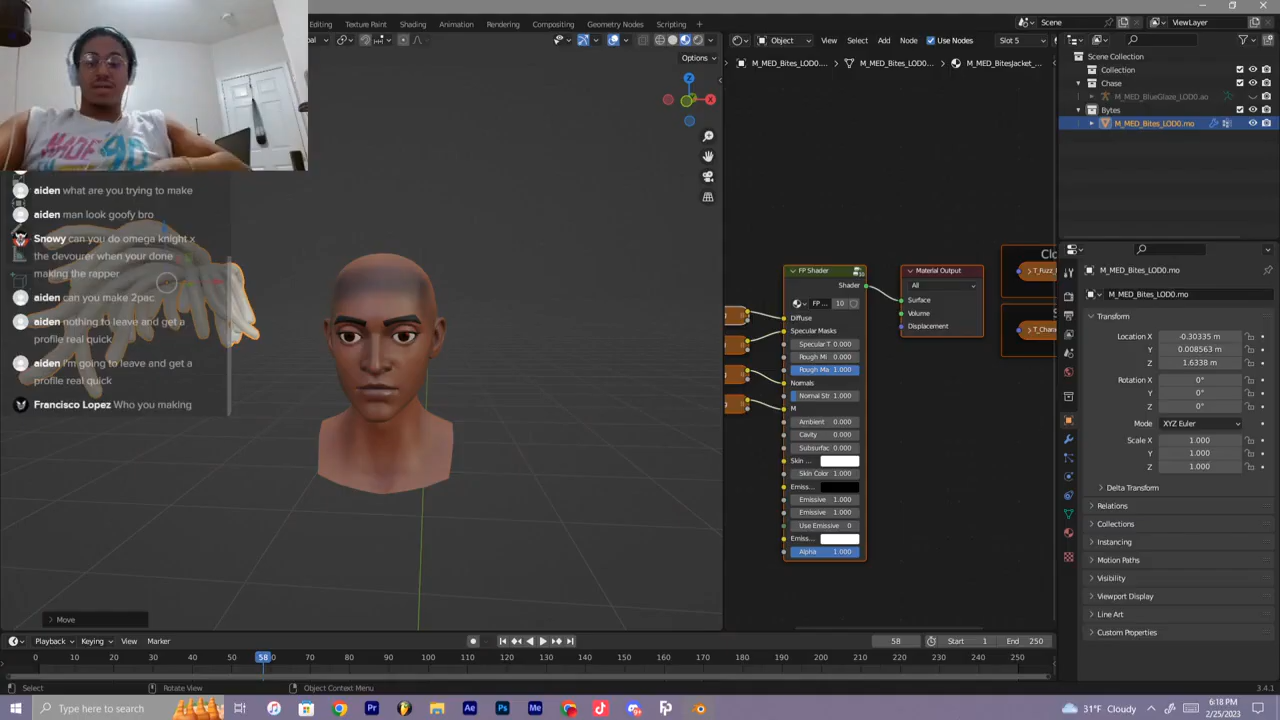 Editing
Texture Paint
Shading
Animation
Rendering
Compositing
Geometry Nodes
Scripting
Scene
ViewLayer
Object
View
Select
Add
Node
Use Nodes
Slot 5
Options
M_MED_Bites_LOD0....
M_MED_Bites_LOD0....
M_MED_BitesJacket_...
Scene Collection
Collection
Chase
M_MED_BlueGlaze_LOD0.ao
Bytes
M_MED_Bites_LOD0.mo
Z
X
aiden what are you trying to make
aiden man look goofy bro
Snowy can you do omega knight x
the devourer when your done
making the rapper
aiden can you make 2pac
aiden nothing to leave and get a
profile real quick
aiden I'm going to leave and get a
profile real quick
Francisco Lopez Who you making
FP Shader
Shader
FP ...
10
Diffuse
Specular Masks
Specular T 0.000
Rough Mi 0.000
Rough Ma 1.000
Normals
Normal Str 1.000
M
Ambient 0.000
Cavity 0.000
Subsurfac 0.000
Skin ...
Skin Color 1.000
Emiss...
Emissive 1.000
Emissive 1.000
Use Emissive 0
Emiss...
Alpha 1.000
Material Output
All
Surface
Volume
Displacement
Clo
T_Fuzz_
T_Chara
M_MED_Bites_LOD0.mo
M_MED_Bites_LOD0.mo
Transform
Location X -0.30335 m
Y 0.008563 m
Z 1.6338 m
Rotation X 0°
Y 0°
Z 0°
Mode XYZ Euler
Scale X 1.000
Y 1.000
Z 1.000
Delta Transform
Relations
Collections
Instancing
Motion Paths
Visibility
Viewport Display
Line Art
Custom Properties
Move
Playback
Keying
View
Marker
58
Start 1
End 250
0 10 20 30 40 50 58 60 70 80 90 100 110 120 130 140 150 160 170 180 190 200 210 220 230 240 250
Select
Rotate View
Object Context Menu
3.4.1
Type here to search
31°F Cloudy
6:18 PM
2/25/2023